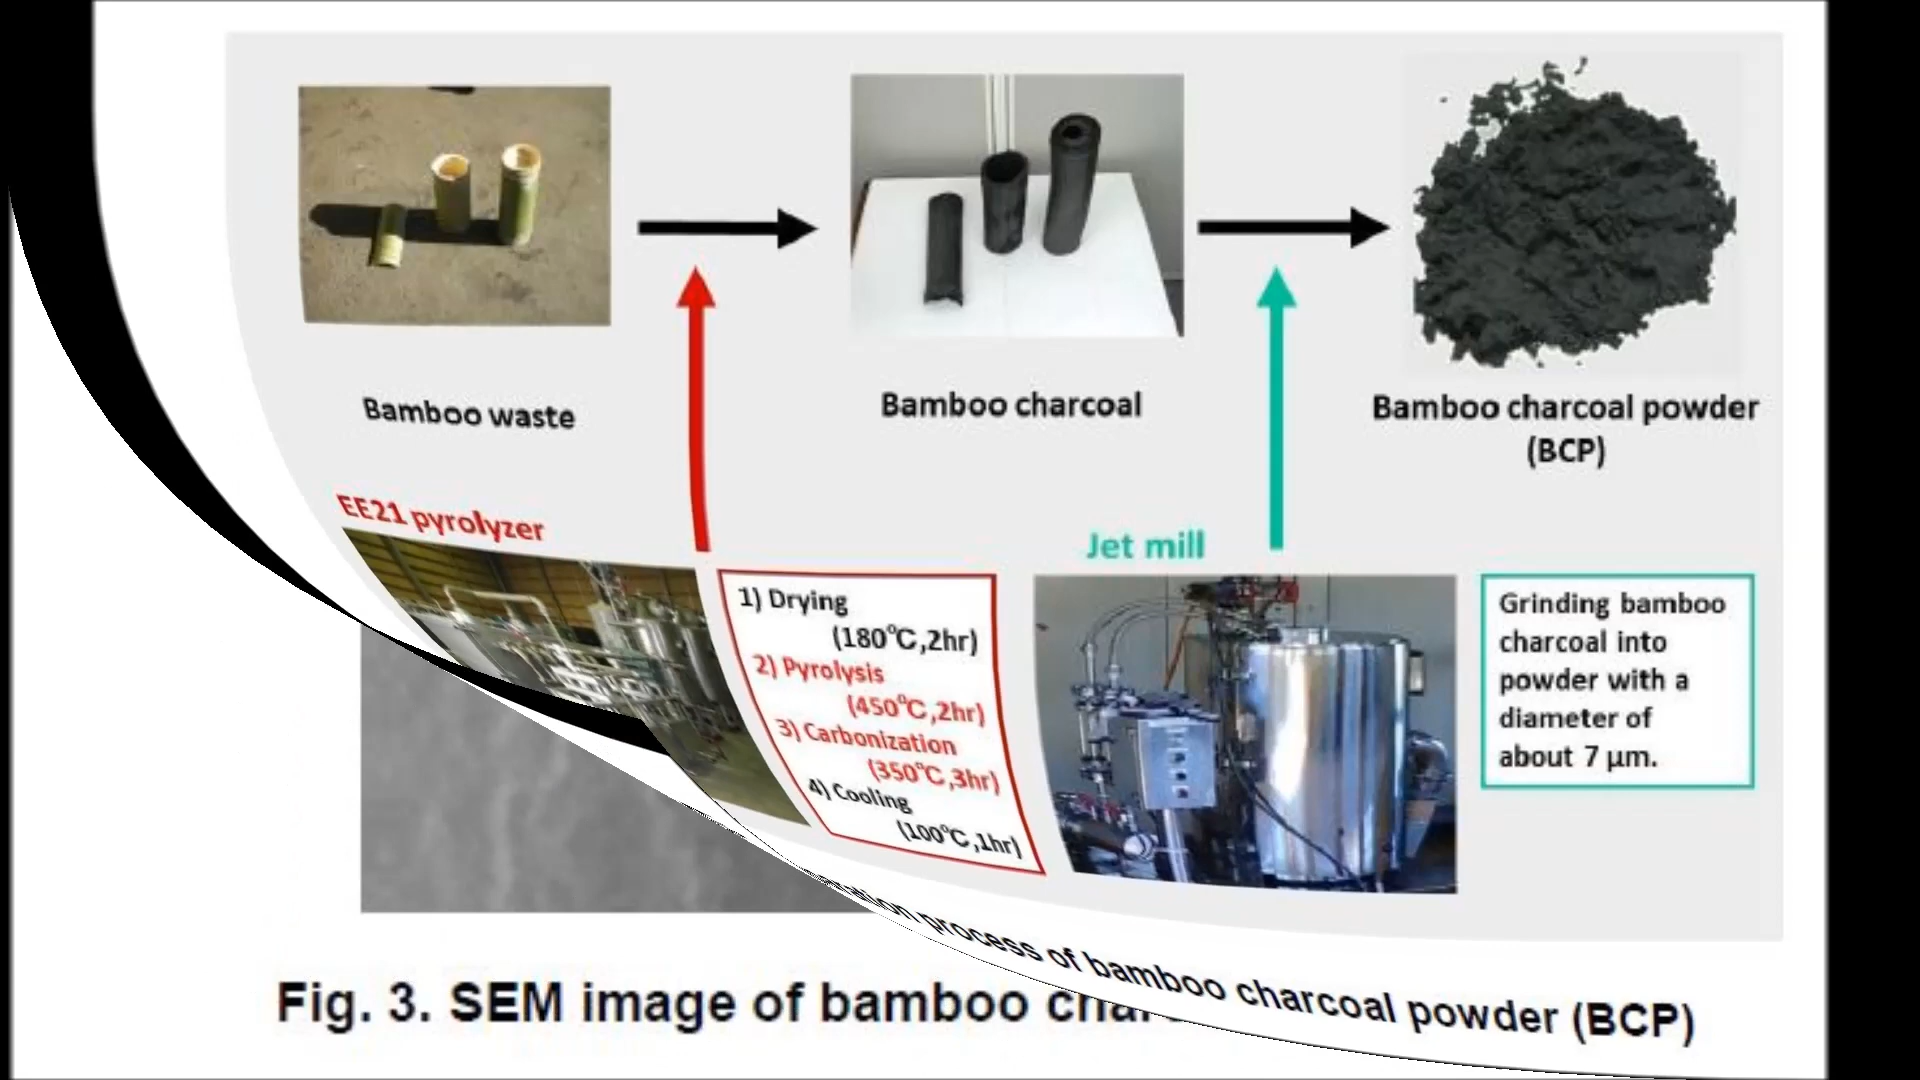 Bamboo waste
Bamboo charcoal
Bamboo charcoal powder
(BCP)
EE21 pyrolyzer
Jet mill
1) Drying
(180℃,2hr)
2) Pyrolysis
(450℃,2hr)
3) Carbonization
(350℃,3hr)
4) Cooling
(100℃,1hr)
Grinding bamboo
charcoal into
powder with a
diameter of
about 7 μm.
process of bamboo charcoal powder (BCP)
Fig. 3. SEM image of bamboo